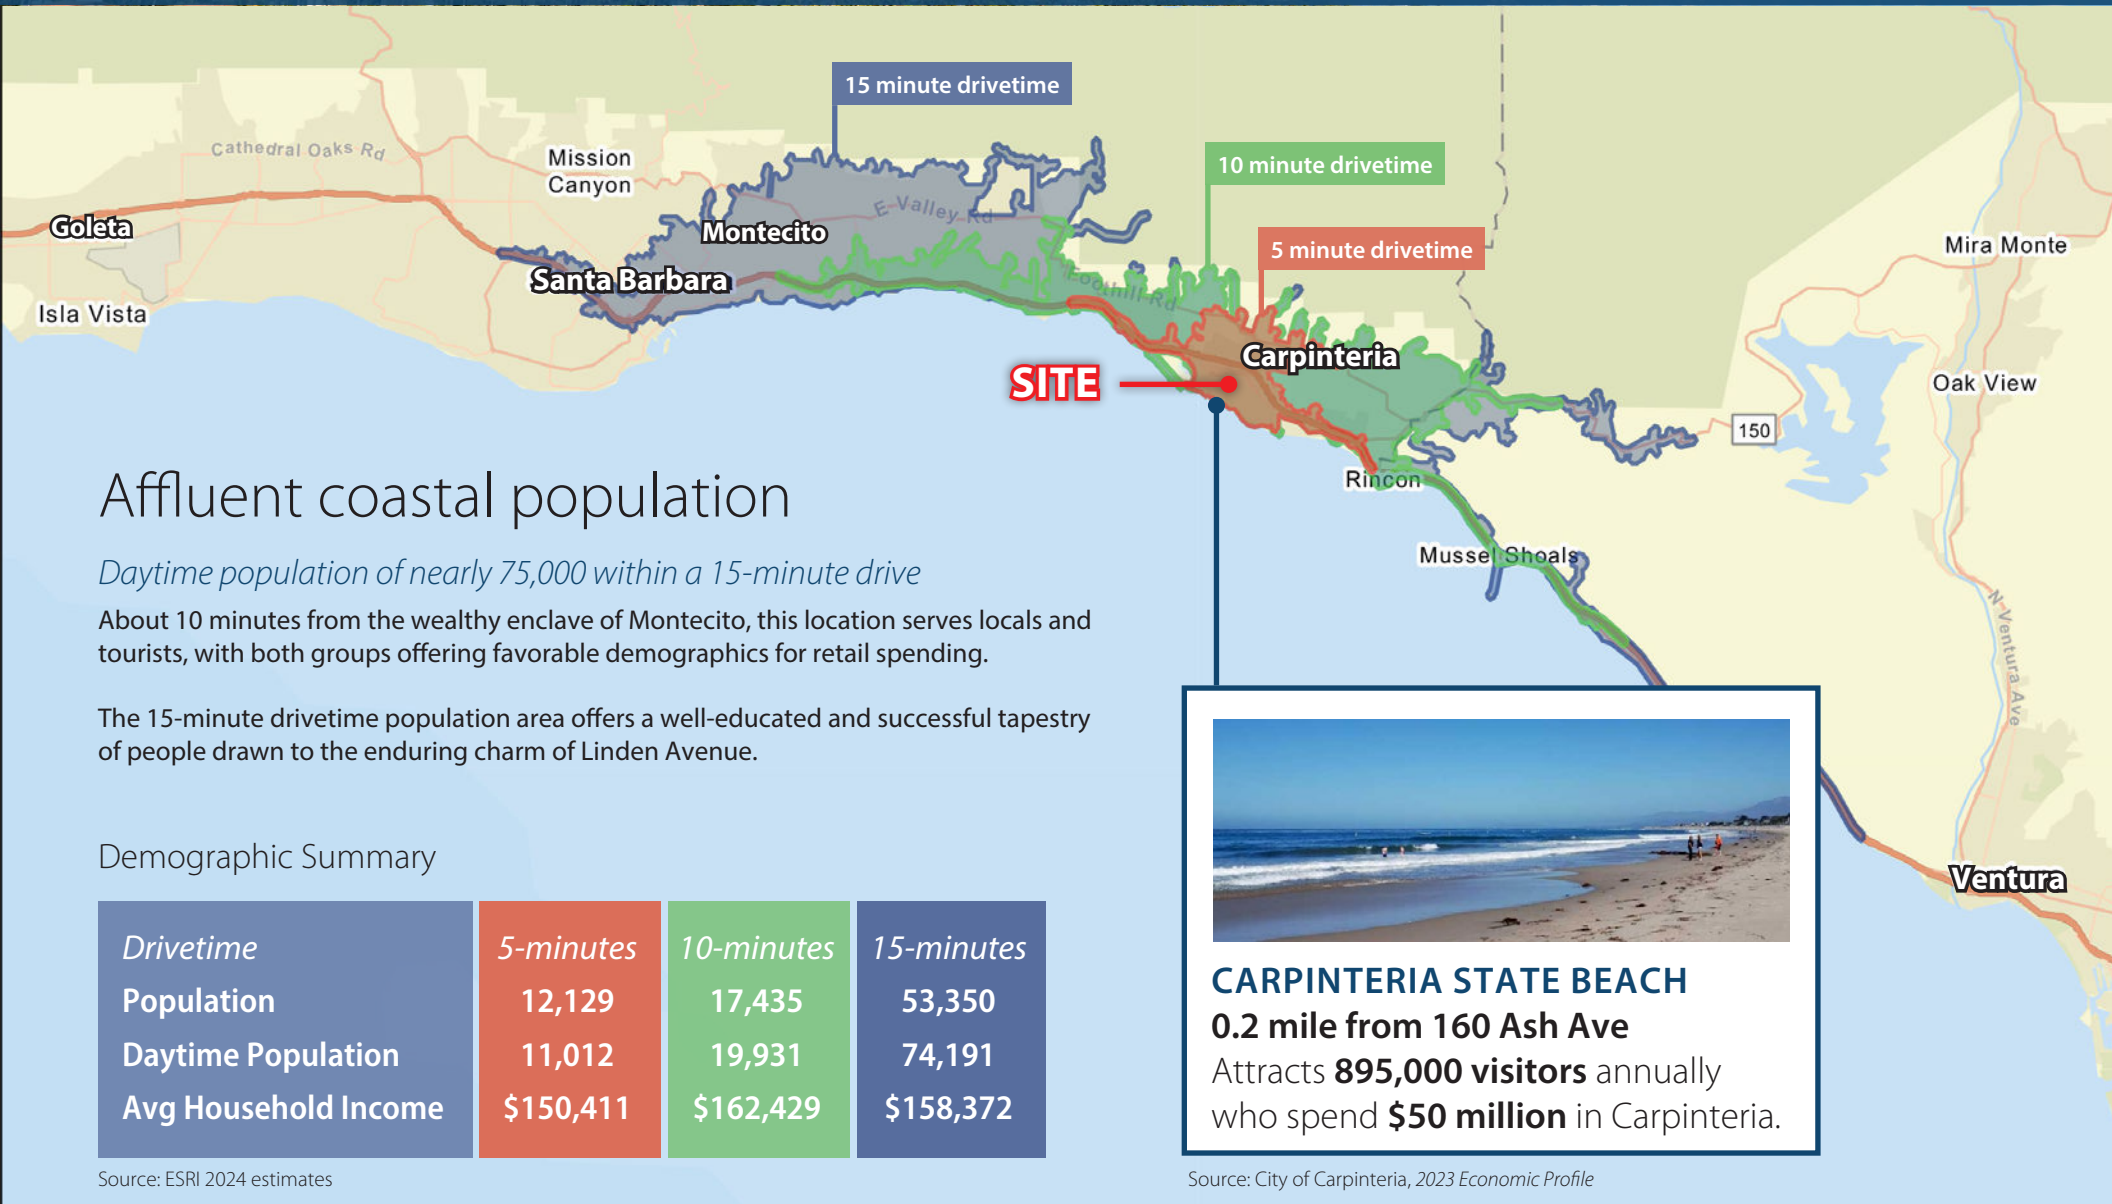 15 minute drivetime
10 minute drivetime
5 minute drivetime
Cathedral Oaks Rd
Mission
Canyon
Goleta
Montecito
E Valley Rd
Santa Barbara
Isla Vista
Foothill Rd
Carpinteria
SITE
Mira Monte
Oak View
150
Rincon
Mussel Shoals
N Ventura Ave
Ventura
Affluent coastal population
Daytime population of nearly 75,000 within a 15-minute drive
About 10 minutes from the wealthy enclave of Montecito, this location serves locals and
tourists, with both groups offering favorable demographics for retail spending.
The 15-minute drivetime population area offers a well-educated and successful tapestry
of people drawn to the enduring charm of Linden Avenue.
Demographic Summary
Drivetime 5-minutes 10-minutes 15-minutes
Population 12,129 17,435 53,350
Daytime Population 11,012 19,931 74,191
Avg Household Income $150,411 $162,429 $158,372
Source: ESRI 2024 estimates
CARPINTERIA STATE BEACH
0.2 mile from 160 Ash Ave
Attracts 895,000 visitors annually
who spend $50 million in Carpinteria.
Source: City of Carpinteria, 2023 Economic Profile